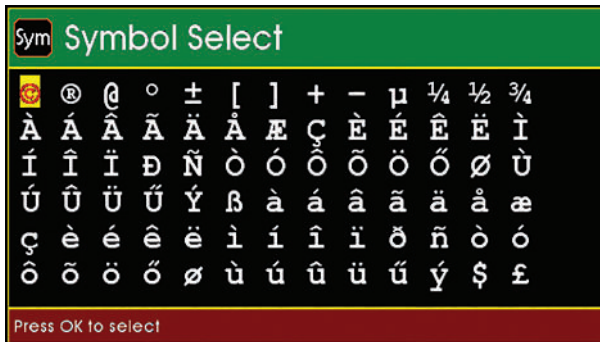 Sym Symbol Select
© ® @ ° ± [ ] + − µ ¼ ½ ¾
À Á Â Ã Ä Å Æ Ç È É Ê Ë Ì
Í Î Ï Ð Ñ Ò Ó Ô Õ Ö Ő Ø Ù
Ú Û Ü Ű Ý ß à á â ã ä å æ
ç è é ê ë ì í î ï ð ñ ò ó
ô õ ö ő ø ù ú û ü ű ý $ £
Press OK to select